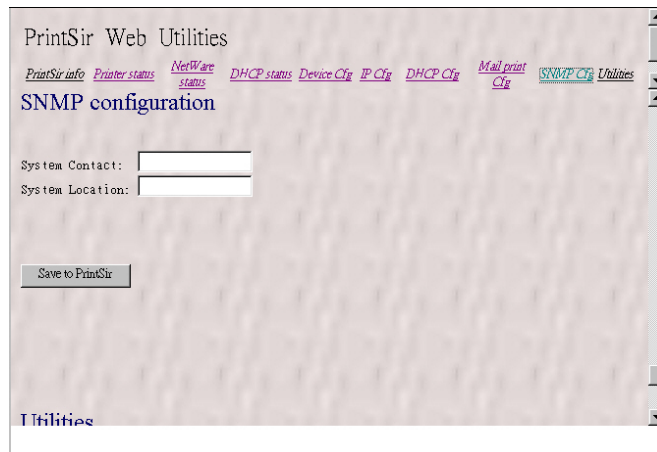 PrintSir Web Utilities
PrintSir info Printer status NetWare status DHCP status Device Cfg IP Cfg DHCP Cfg Mail print Cfg SNMP Cfg Utilities
SNMP configuration
System Contact:
System Location:
Save to PrintSir
Utilities